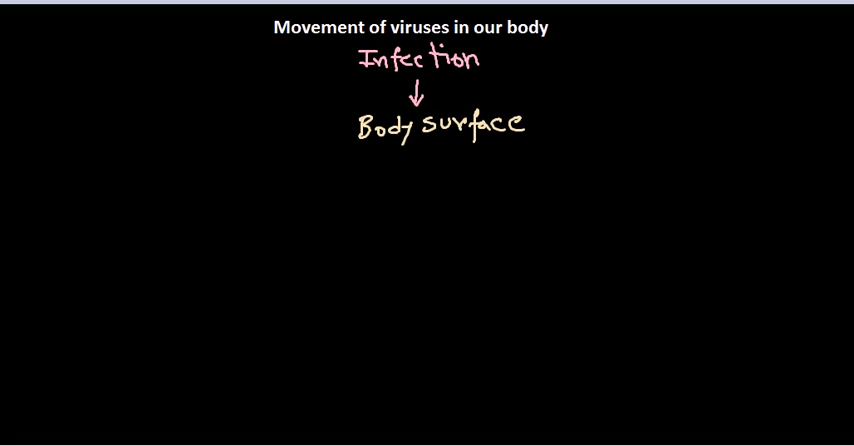 Movement of viruses in our body
Infection
↓
Body surface